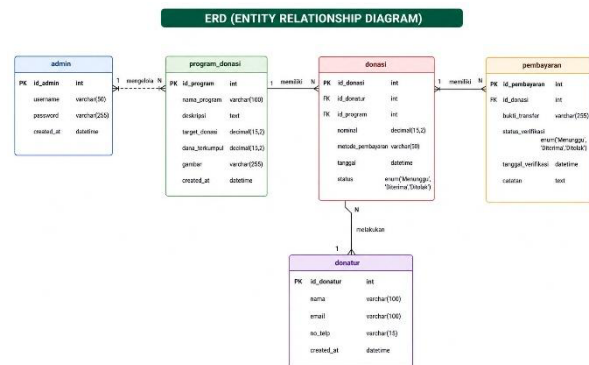 ERD (ENTITY RELATIONSHIP DIAGRAM)
admin
PK id_admin int
username varchar(50)
password varchar(255)
created_at datetime
1 mengelola N
program_donasi
PK id_program int
nama_program varchar(100)
deskripsi text
target_donasi decimal(15,2)
dana_terkumpul decimal(15,2)
gambar varchar(255)
created_at datetime
1 memiliki N
donasi
PK id_donasi int
FK id_donatur int
FK id_program int
nominal decimal(15,2)
metode_pembayaran varchar(50)
tanggal datetime
status enum('Menunggu',
'Diterima','Ditolak')
1 memiliki N
pembayaran
PK id_pembayaran int
FK id_donasi int
bukti_transfer varchar(255)
status_verifikasi
enum('Menunggu',
'Diterima','Ditolak')
tanggal_verifikasi datetime
catatan text
N
melakukan
1
donatur
PK id_donatur int
nama varchar(100)
email varchar(100)
no_telp varchar(15)
created_at datetime